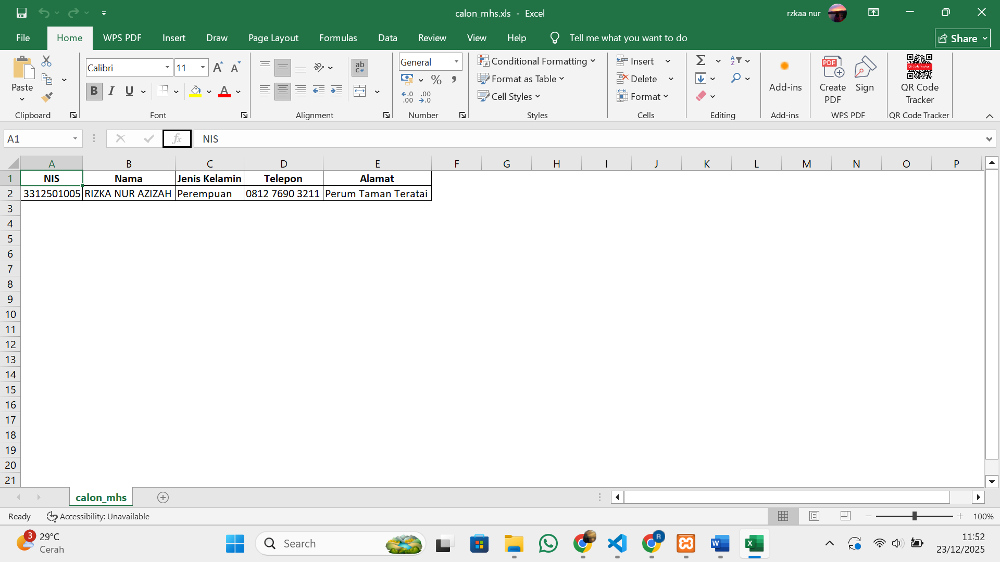 calon_mhs.xls - Excel
rzkaa nur
File Home WPS PDF Insert Draw Page Layout Formulas Data Review View Help Tell me what you want to do Share
Paste
Clipboard
Calibri 11
B I U A
Font
ab
Alignment
General
% 9
←.0 .00
.00 →.0
Number
Conditional Formatting
Format as Table
Cell Styles
Styles
Insert
Delete
Format
Cells
Editing
Add-ins
Add-ins
PDF
Create PDF
Sign
WPS PDF
QR Code Tracker
QR Code Tracker
QR Code Tracker
A1 fx NIS
A B C D E F G H I J K L M N O P
1 NIS Nama Jenis Kelamin Telepon Alamat
2 3312501005 RIZKA NUR AZIZAH Perempuan 0812 7690 3211 Perum Taman Teratai
3
4
5
6
7
8
9
10
11
12
13
14
15
16
17
18
19
20
21
calon_mhs
Ready Accessibility: Unavailable 100%
3 29°C
Cerah
Search
R
11:52
23/12/2025